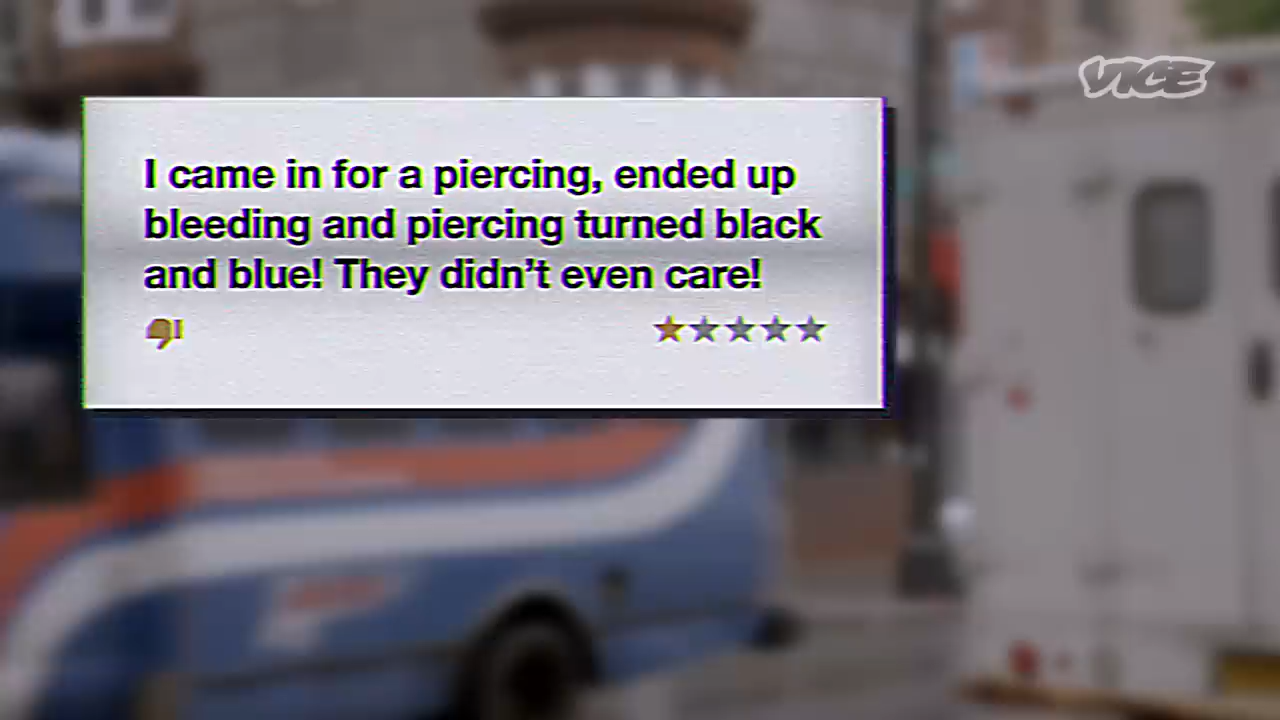 VICE
I came in for a piercing, ended up
bleeding and piercing turned black
and blue! They didn't even care!